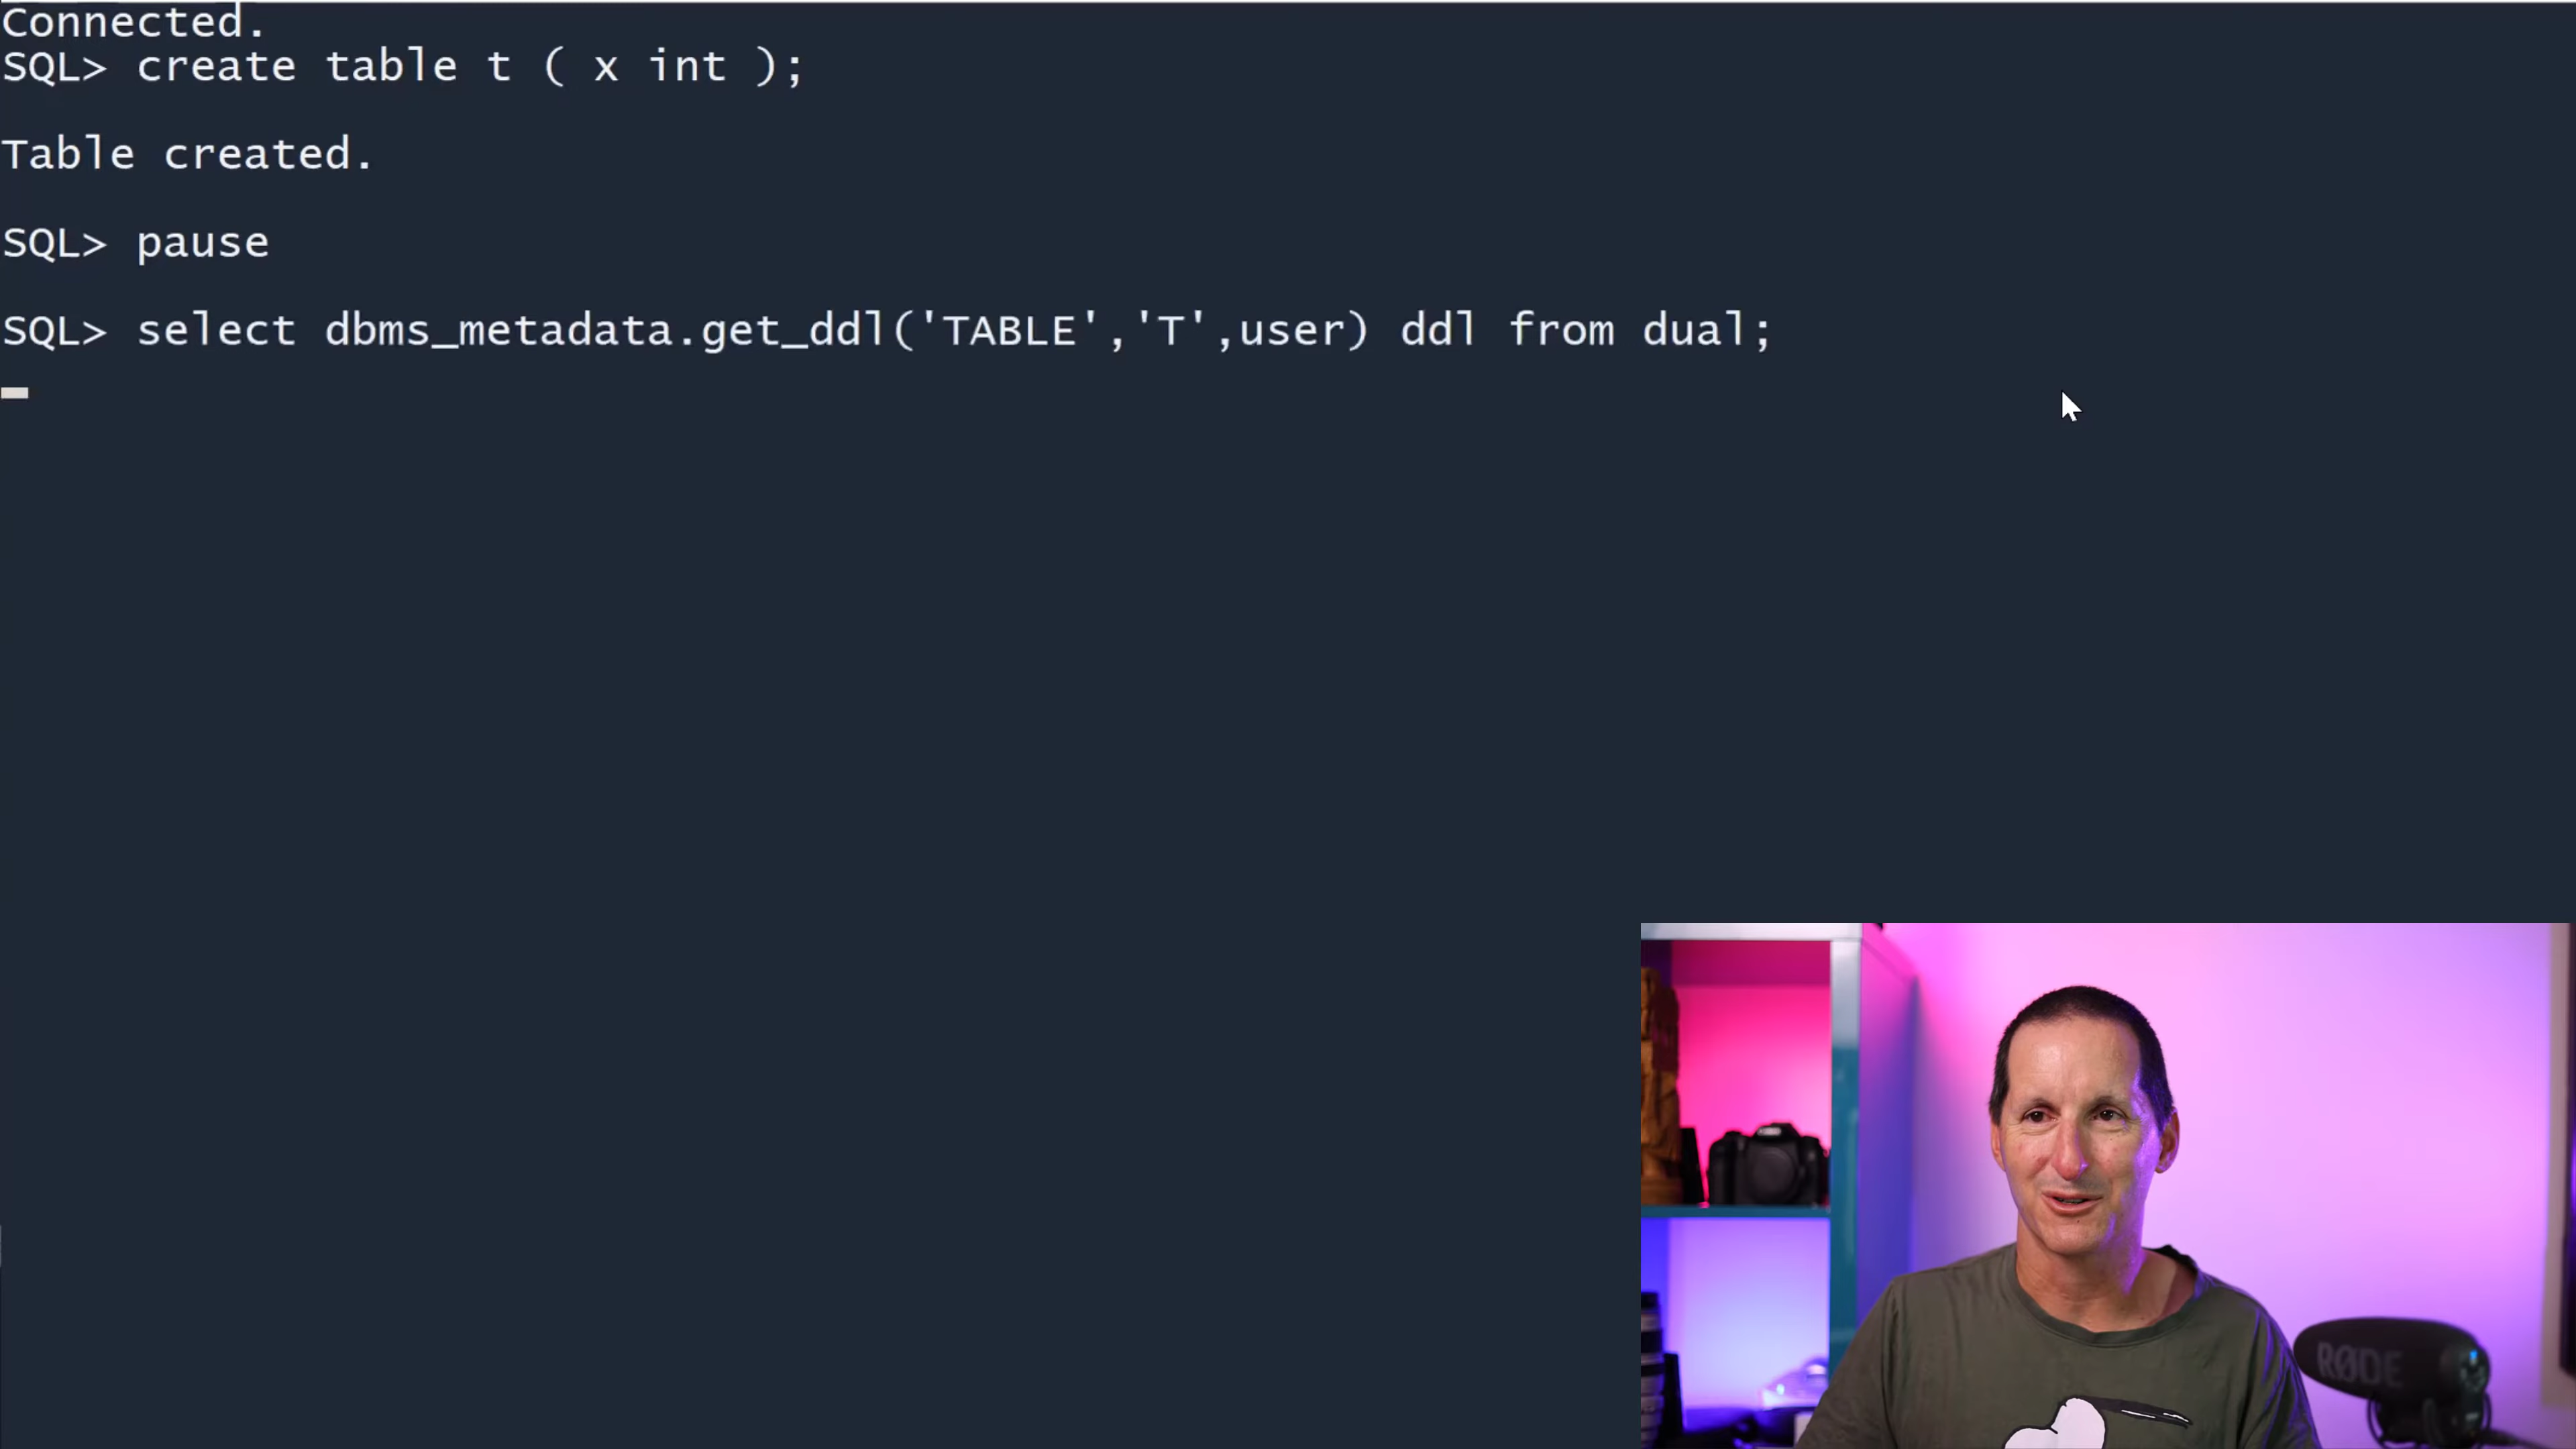 Connected.
SQL> create table t ( x int );
Table created.
SQL> pause
SQL> select dbms_metadata.get_ddl('TABLE','T',user) ddl from dual;
RØDE